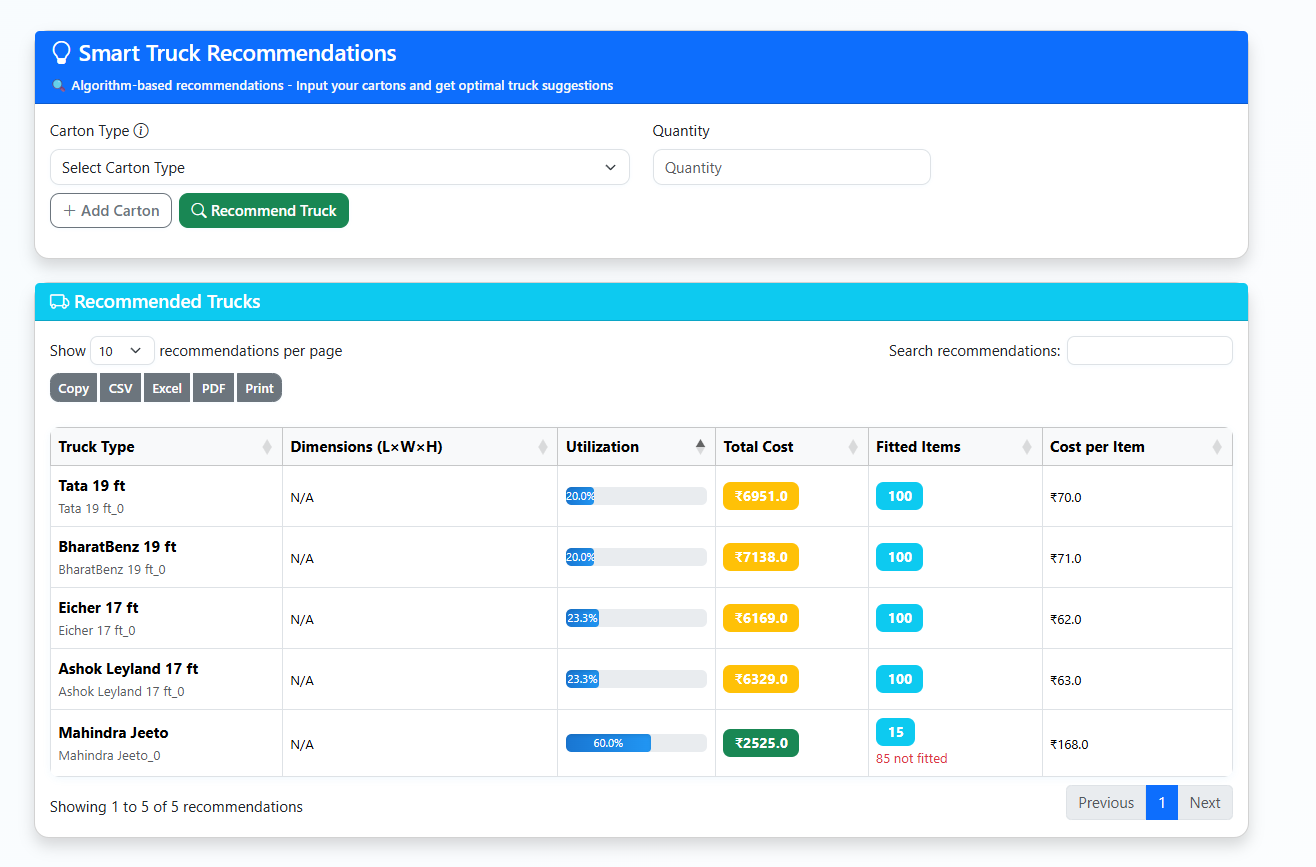 Smart Truck Recommendations
Algorithm-based recommendations - Input your cartons and get optimal truck suggestions
Carton Type
Quantity
Select Carton Type
Quantity
+ Add Carton
Recommend Truck
Recommended Trucks
Show 10 recommendations per page
Search recommendations:
Copy CSV Excel PDF Print
Truck Type Dimensions (L×W×H) Utilization Total Cost Fitted Items Cost per Item
Tata 19 ft
Tata 19 ft_0
N/A 20.0% ₹6951.0 100 ₹70.0
BharatBenz 19 ft
BharatBenz 19 ft_0
N/A 20.0% ₹7138.0 100 ₹71.0
Eicher 17 ft
Eicher 17 ft_0
N/A 23.3% ₹6169.0 100 ₹62.0
Ashok Leyland 17 ft
Ashok Leyland 17 ft_0
N/A 23.3% ₹6329.0 100 ₹63.0
Mahindra Jeeto
Mahindra Jeeto_0
N/A 60.0% ₹2525.0 15
85 not fitted
₹168.0
Showing 1 to 5 of 5 recommendations
Previous 1 Next